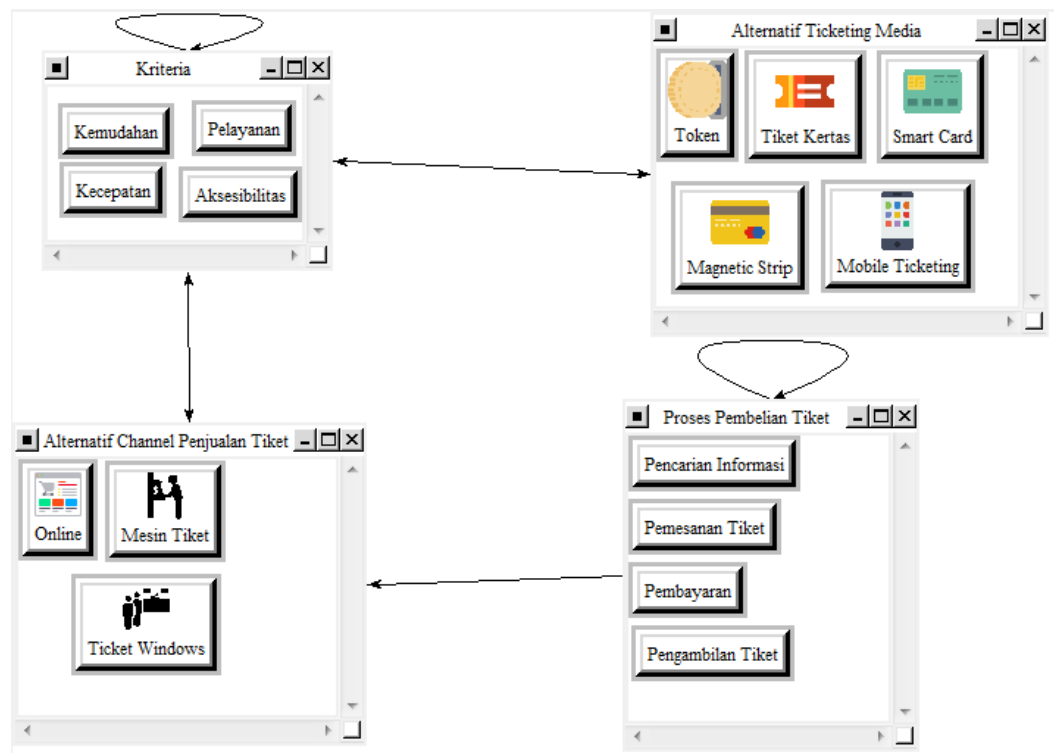 Kriteria
Kemudahan
Pelayanan
Kecepatan
Aksesibilitas
Alternatif Ticketing Media
Token
Tiket Kertas
Smart Card
Magnetic Strip
Mobile Ticketing
Alternatif Channel Penjualan Tiket
Online
Mesin Tiket
Ticket Windows
Proses Pembelian Tiket
Pencarian Informasi
Pemesanan Tiket
Pembayaran
Pengambilan Tiket